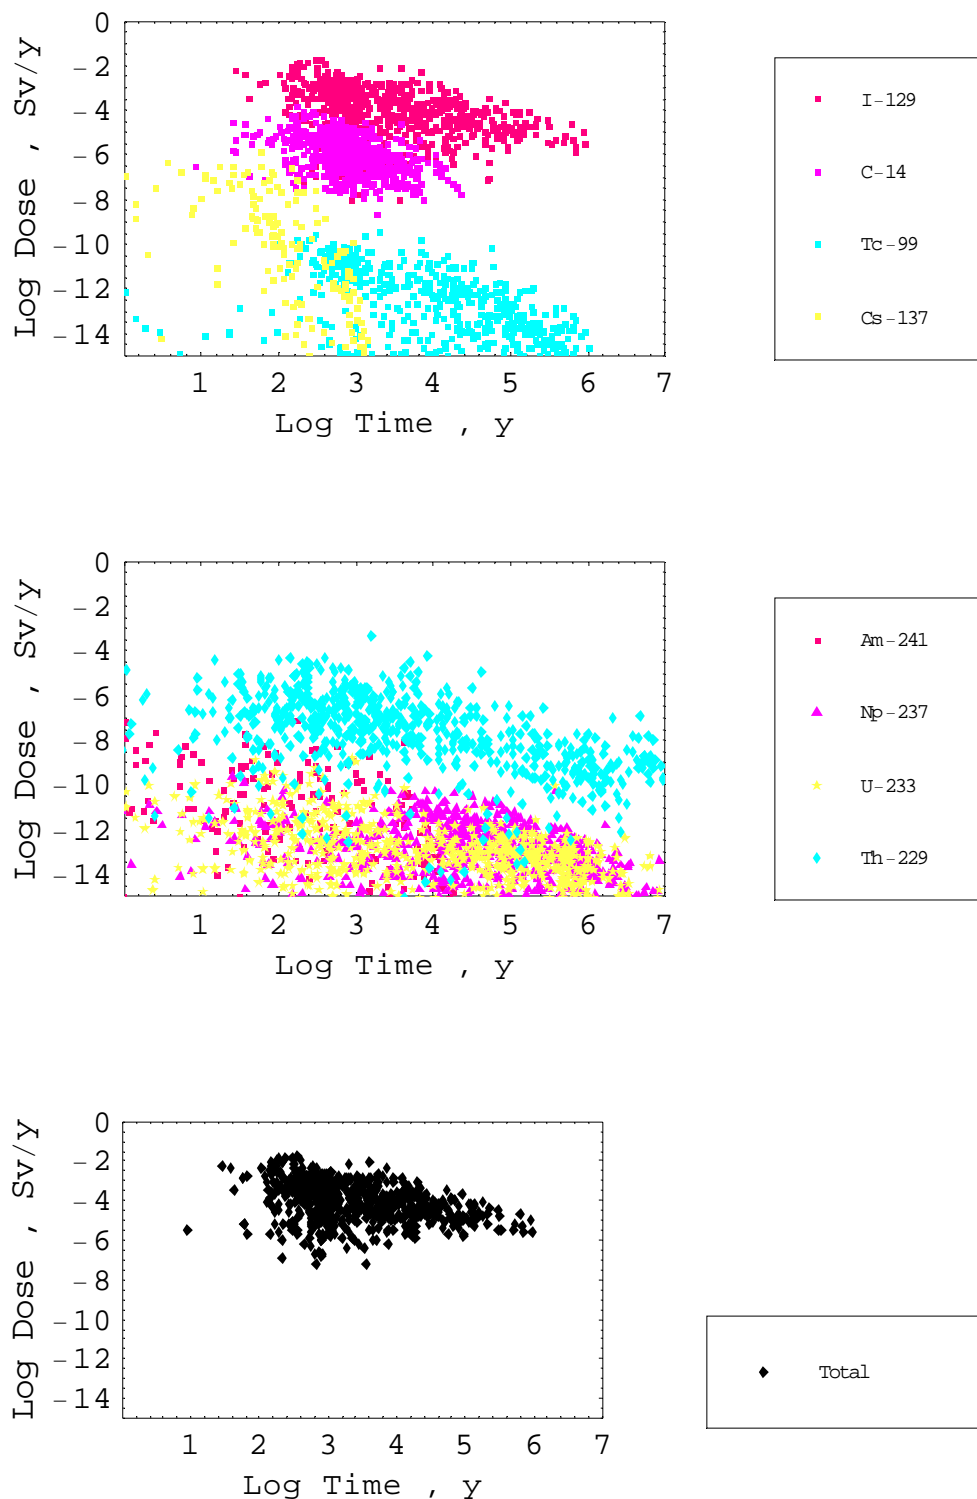 0
-2
-4
-6
-8
-10
-12
-14
Log Dose , Sv/y
1 2 3 4 5 6 7
Log Time , y
I-129
C-14
Tc-99
Cs-137
0
-2
-4
-6
-8
-10
-12
-14
Log Dose , Sv/y
1 2 3 4 5 6 7
Log Time , y
Am-241
Np-237
U-233
Th-229
0
-2
-4
-6
-8
-10
-12
-14
Log Dose , Sv/y
1 2 3 4 5 6 7
Log Time , y
Total